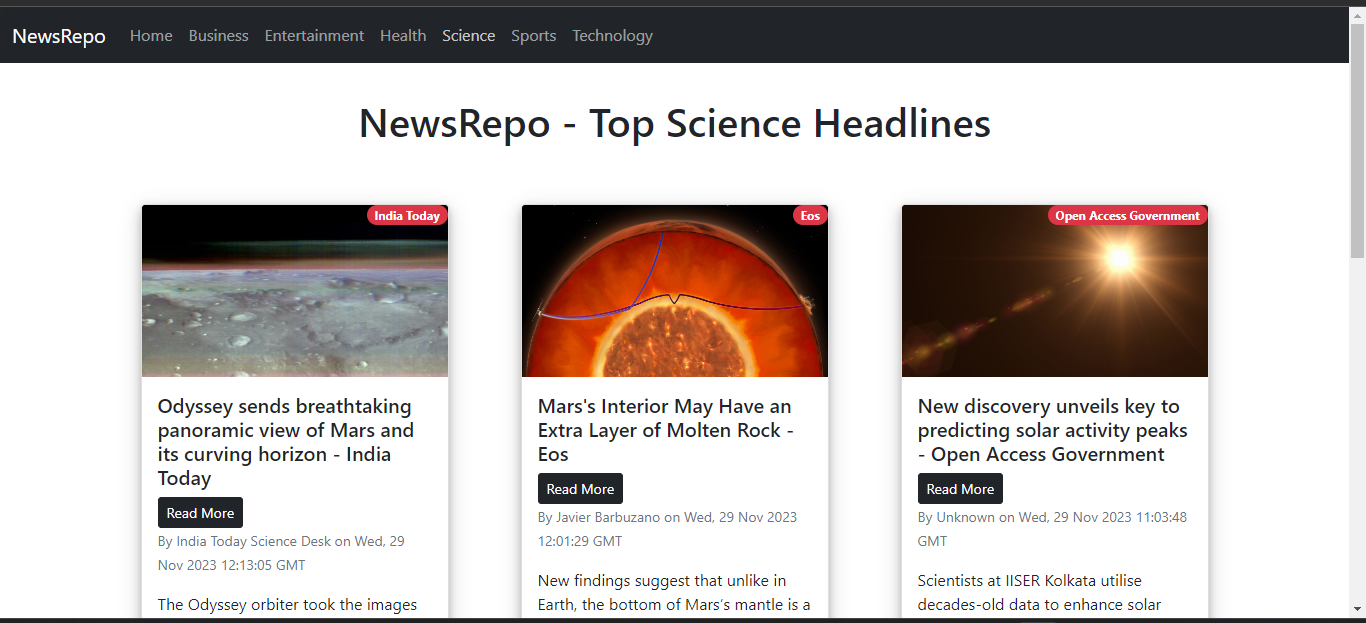 NewsRepo Home Business Entertainment Health Science Sports Technology
NewsRepo - Top Science Headlines
India Today
Odyssey sends breathtaking
panoramic view of Mars and
its curving horizon - India
Today
Read More
By India Today Science Desk on Wed, 29
Nov 2023 12:13:05 GMT
The Odyssey orbiter took the images
Eos
Mars's Interior May Have an
Extra Layer of Molten Rock -
Eos
Read More
By Javier Barbuzano on Wed, 29 Nov 2023
12:01:29 GMT
New findings suggest that unlike in
Earth, the bottom of Mars’s mantle is a
Open Access Government
New discovery unveils key to
predicting solar activity peaks
- Open Access Government
Read More
By Unknown on Wed, 29 Nov 2023 11:03:48
GMT
Scientists at IISER Kolkata utilise
decades-old data to enhance solar